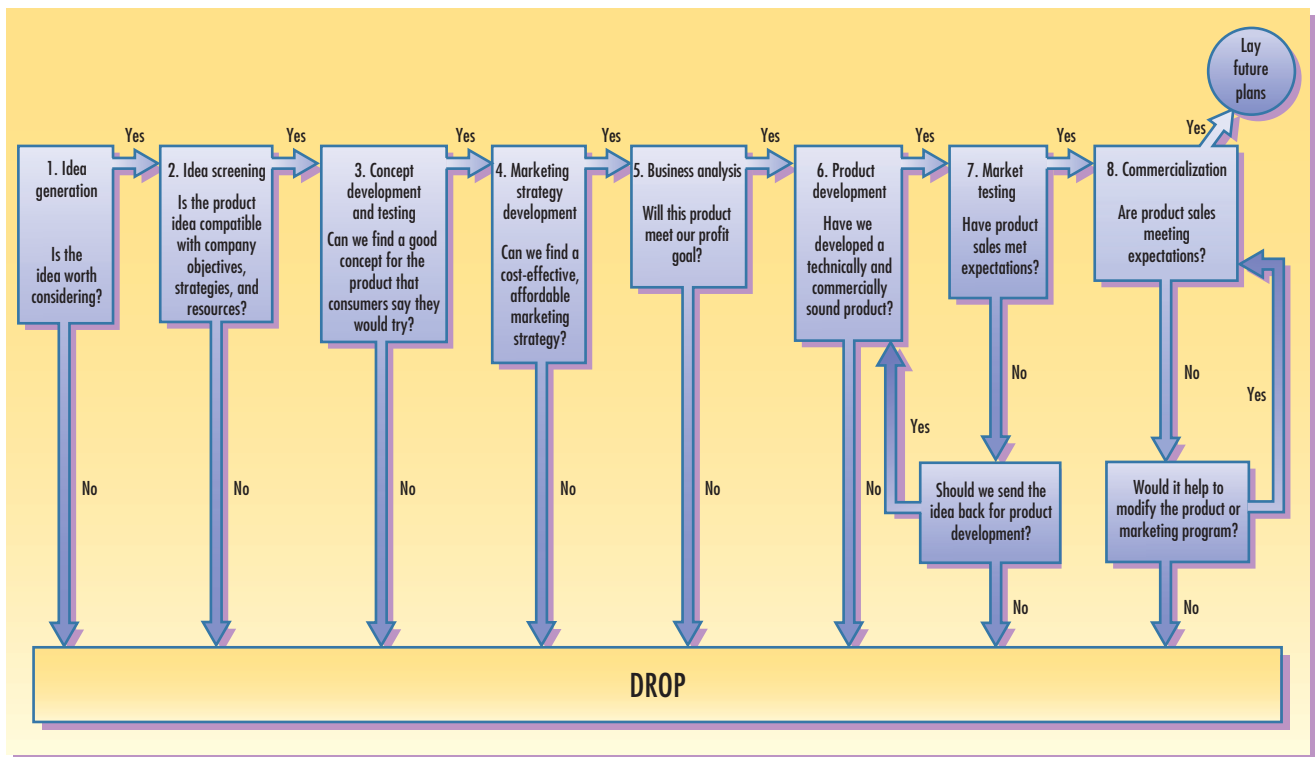 Lay
future
plans
Yes
Yes
Yes
Yes
Yes
Yes
Yes
Yes
1. Idea
generation
Is the
idea worth
considering?
2. Idea screening
Is the product
idea compatible
with company
objectives,
strategies, and
resources?
3. Concept
development
and testing
Can we find a good
concept for the
product that
consumers say they
would try?
4. Marketing
strategy
development
Can we find a
cost-effective,
affordable
marketing
strategy?
5. Business analysis
Will this product
meet our profit
goal?
6. Product
development
Have we
developed a
technically and
commercially
sound product?
7. Market
testing
Have product
sales met
expectations?
8. Commercialization
Are product sales
meeting
expectations?
No
No
Yes
Yes
No
No
No
No
No
No
Should we send the
idea back for product
development?
Would it help to
modify the product or
marketing program?
No
No
DROP